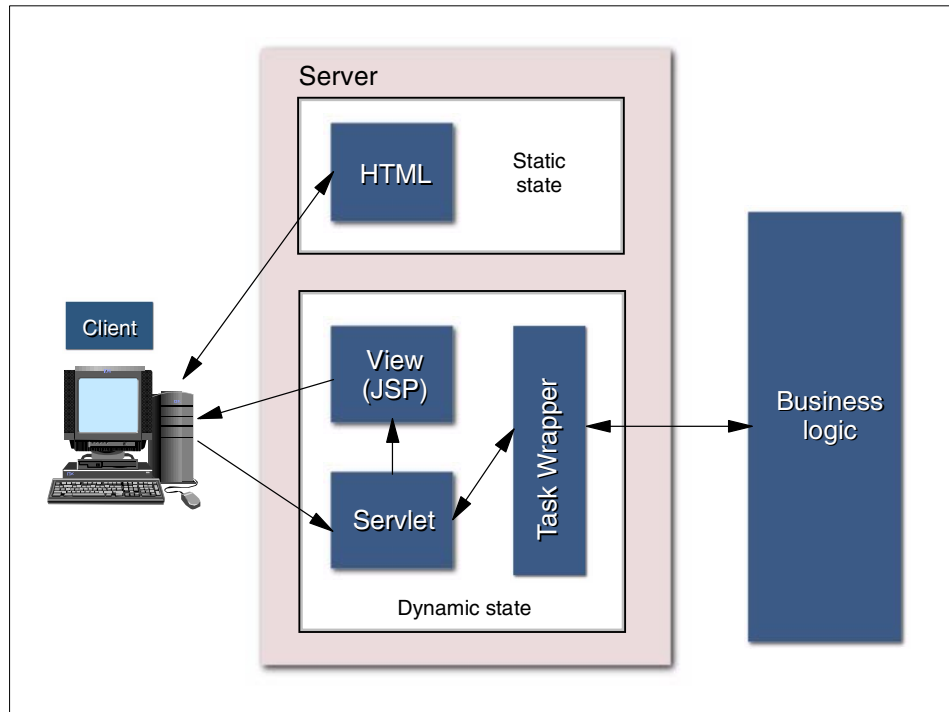 Server
HTML
Static
state
Client
View
(JSP)
Servlet
Task Wrapper
Dynamic state
Business
logic